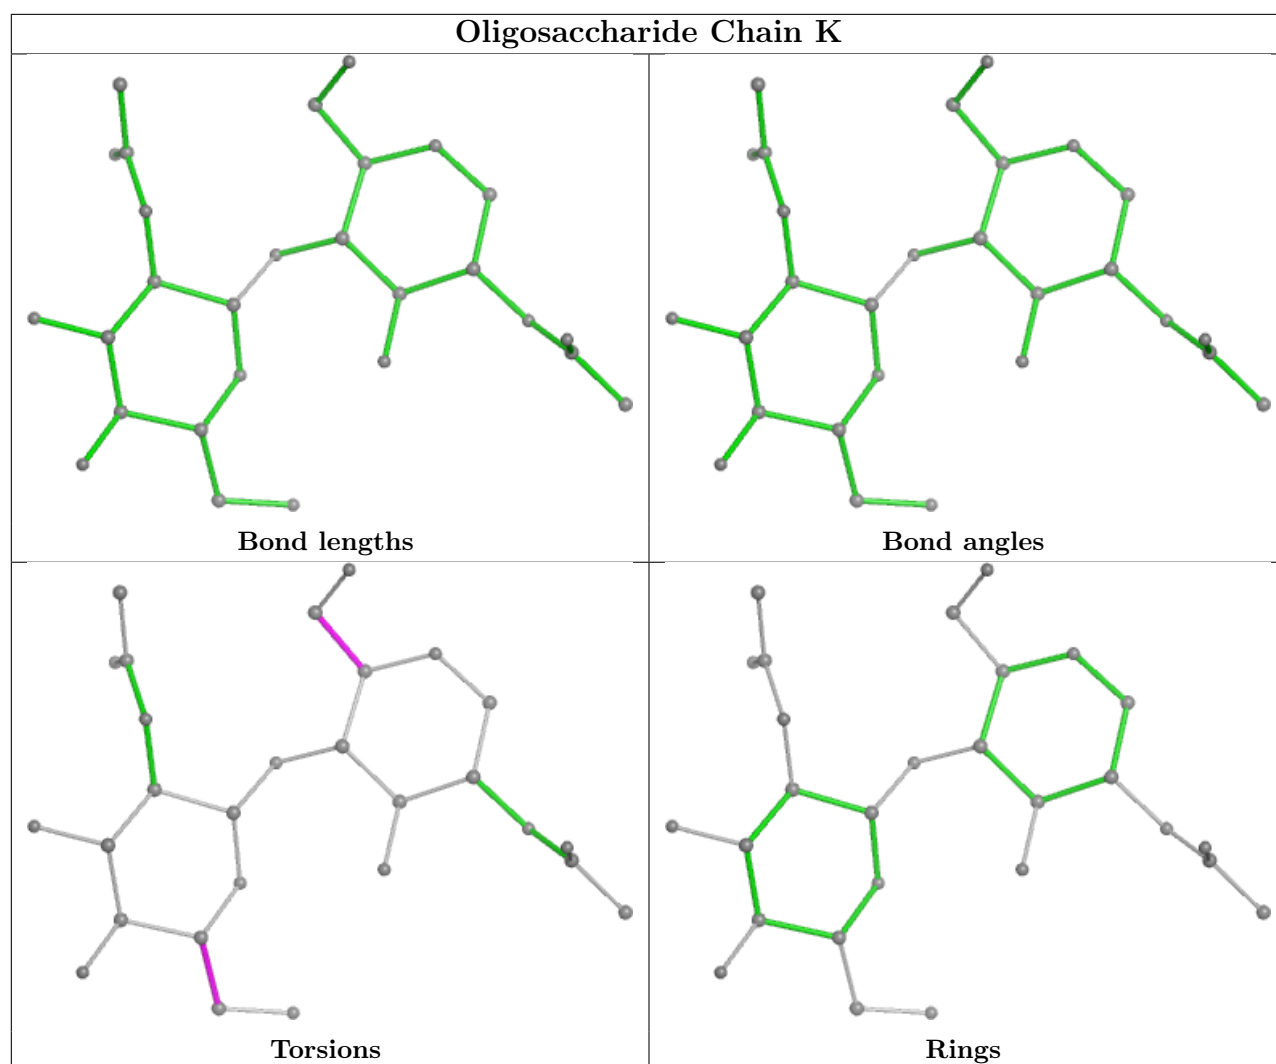 Oligosaccharide Chain K
Bond lengths
Bond angles
Torsions
Rings